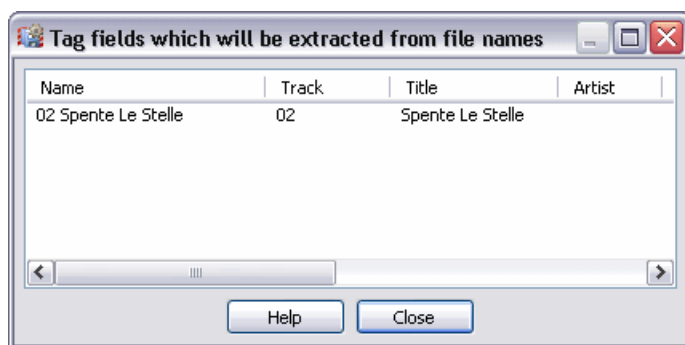 Tag fields which will be extracted from file names
Name Track Title Artist
02 Spente Le Stelle 02 Spente Le Stelle
Help Close